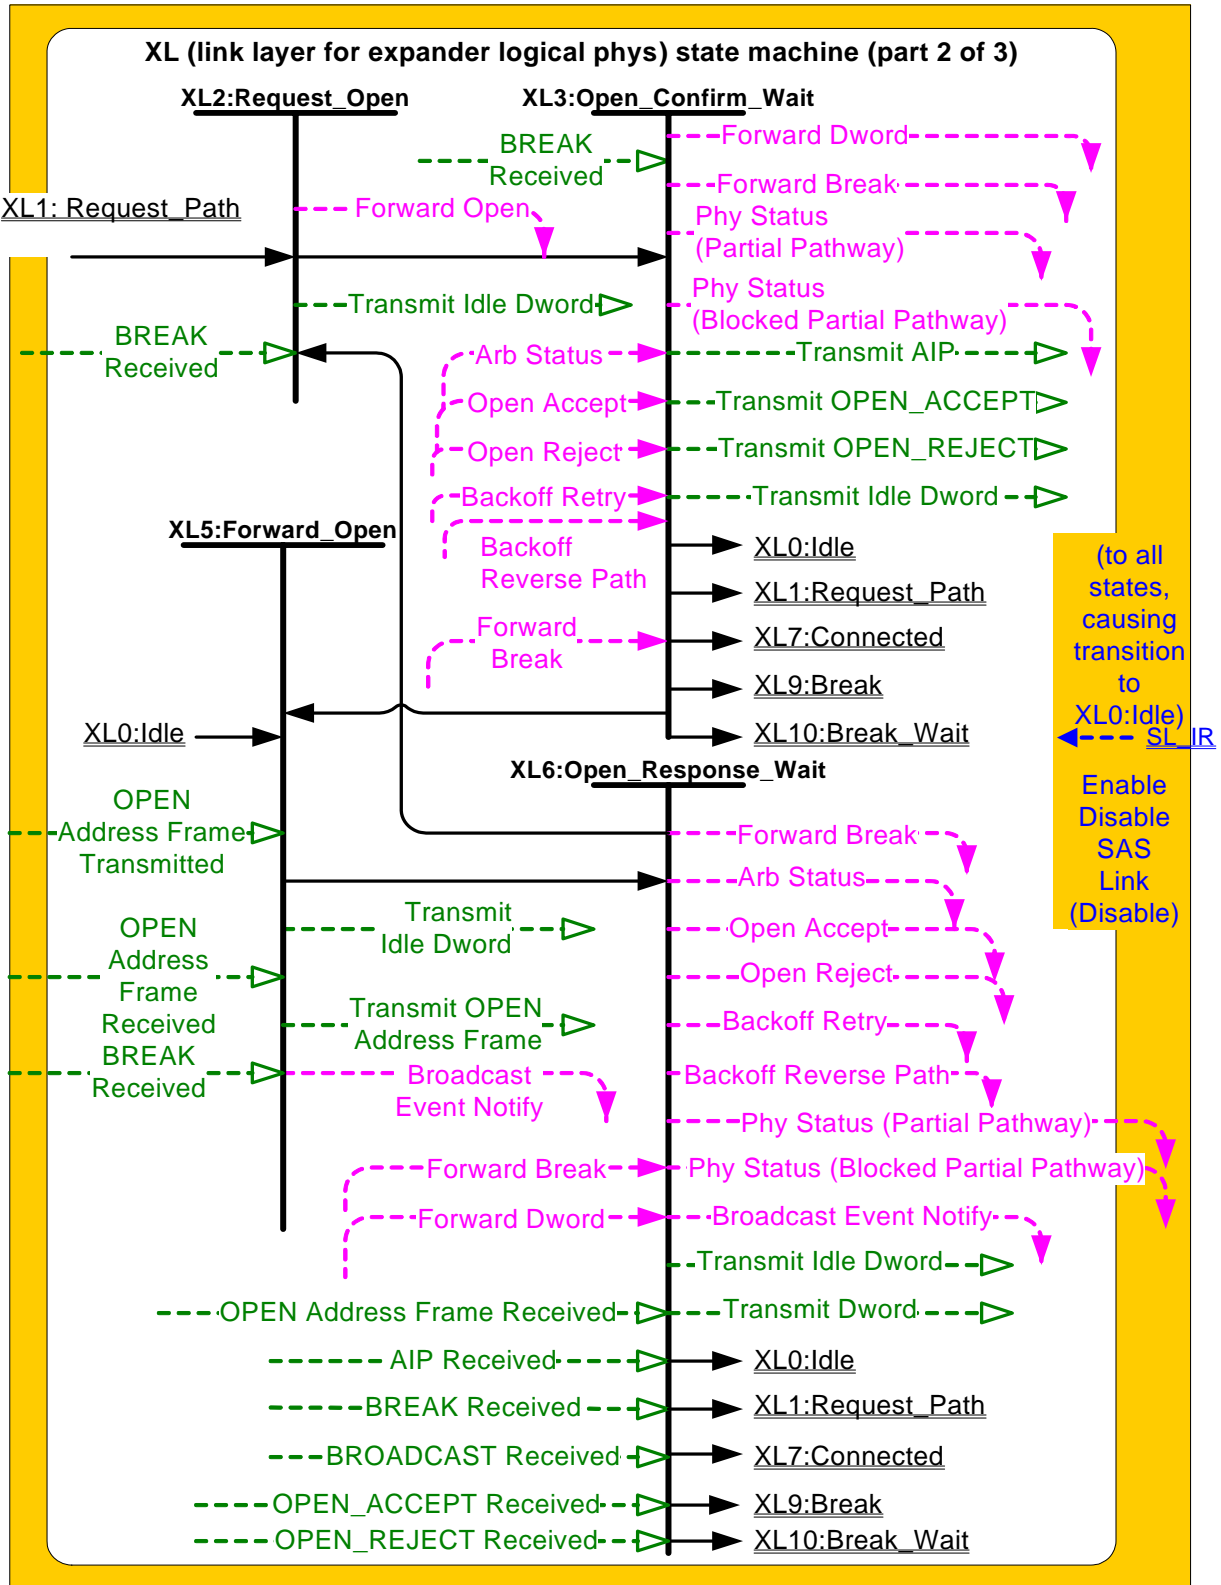 XL (link layer for expander logical phys) state machine (part 2 of 3)
XL2:Request_Open
XL3:Open_Confirm_Wait
BREAK
Received
Forward Dword
Forward Break
XL1: Request_Path
Forward Open
Phy Status
(Partial Pathway)
Transmit Idle Dword
Phy Status
(Blocked Partial Pathway)
BREAK
Received
Arb Status
Transmit AIP
Open Accept
Transmit OPEN_ACCEPT
Open Reject
Transmit OPEN_REJECT
Backoff Retry
Transmit Idle Dword
XL5:Forward_Open
Backoff
Reverse Path
XL0:Idle
XL1:Request_Path
Forward
Break
XL7:Connected
XL9:Break
XL0:Idle
XL10:Break_Wait
(to all
states,
causing
transition
to
XL0:Idle)
SL_IR
Enable
Disable
SAS
Link
(Disable)
XL6:Open_Response_Wait
OPEN
Address Frame
Transmitted
Forward Break
Arb Status
Transmit
Idle Dword
Open Accept
OPEN
Address
Frame
Received
Open Reject
Transmit OPEN
Address Frame
Backoff Retry
BREAK
Received
Broadcast
Event Notify
Backoff Reverse Path
Phy Status (Partial Pathway)
Forward Break
Phy Status (Blocked Partial Pathway)
Forward Dword
Broadcast Event Notify
Transmit Idle Dword
OPEN Address Frame Received
Transmit Dword
AIP Received
XL0:Idle
BREAK Received
XL1:Request_Path
BROADCAST Received
XL7:Connected
OPEN_ACCEPT Received
XL9:Break
OPEN_REJECT Received
XL10:Break_Wait